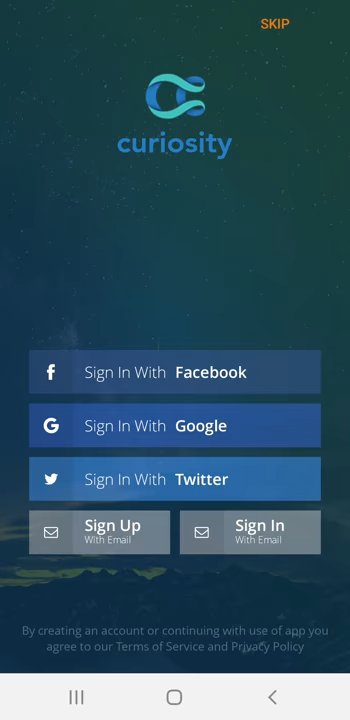 SKIP
curiosity
Sign In With Facebook
Sign In With Google
Sign In With Twitter
Sign Up
With Email
Sign In
With Email
By creating an account or continuing with use of app you
agree to our Terms of Service and Privacy Policy